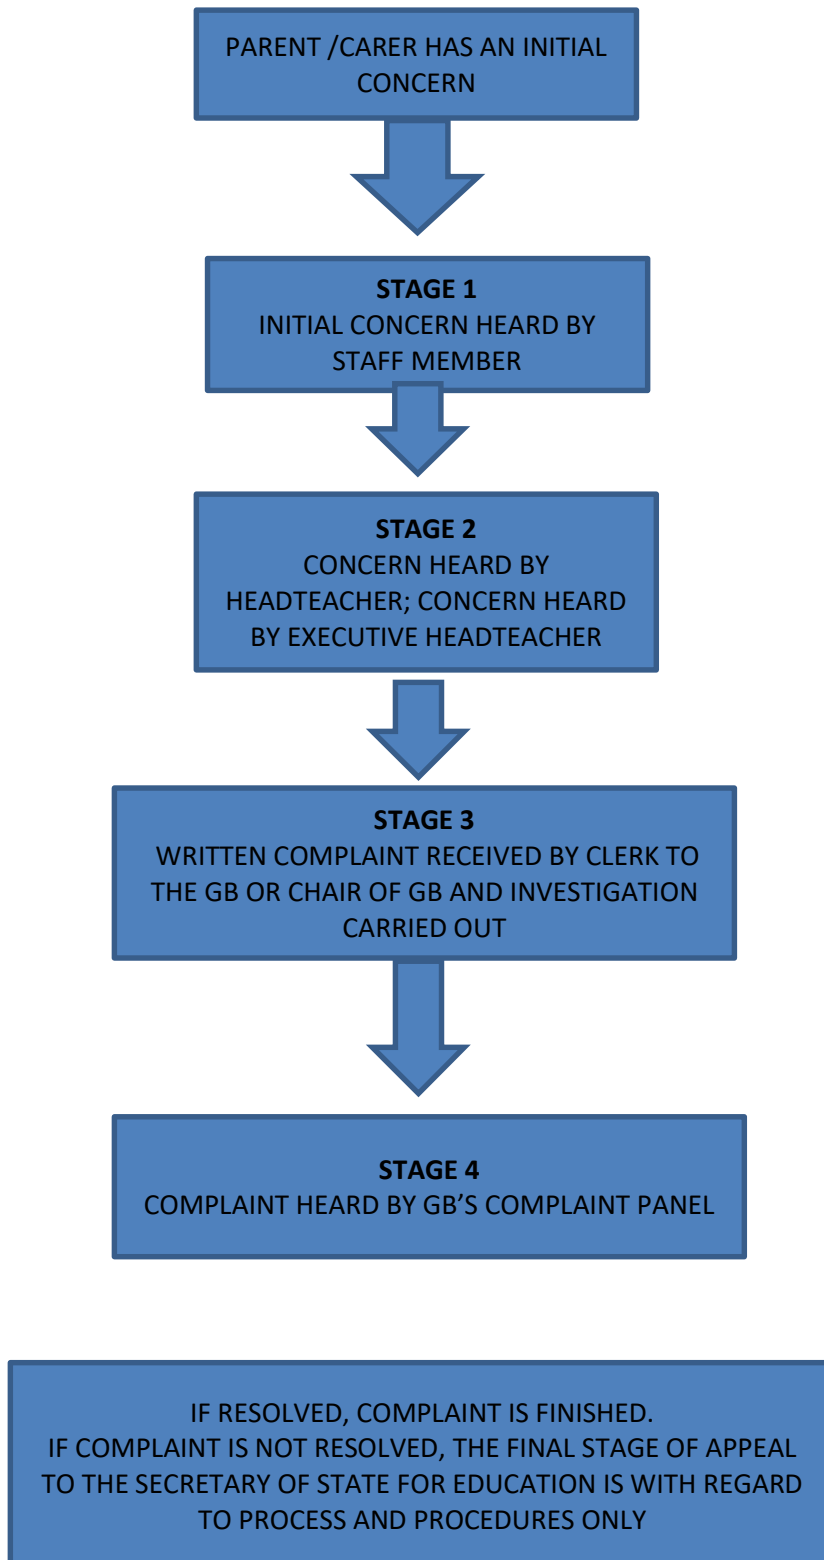 PARENT /CARER HAS AN INITIAL
CONCERN
STAGE 1
INITIAL CONCERN HEARD BY
STAFF MEMBER
STAGE 2
CONCERN HEARD BY
HEADTEACHER; CONCERN HEARD
BY EXECUTIVE HEADTEACHER
STAGE 3
WRITTEN COMPLAINT RECEIVED BY CLERK TO
THE GB OR CHAIR OF GB AND INVESTIGATION
CARRIED OUT
STAGE 4
COMPLAINT HEARD BY GB’S COMPLAINT PANEL
IF RESOLVED, COMPLAINT IS FINISHED.
IF COMPLAINT IS NOT RESOLVED, THE FINAL STAGE OF APPEAL
TO THE SECRETARY OF STATE FOR EDUCATION IS WITH REGARD
TO PROCESS AND PROCEDURES ONLY